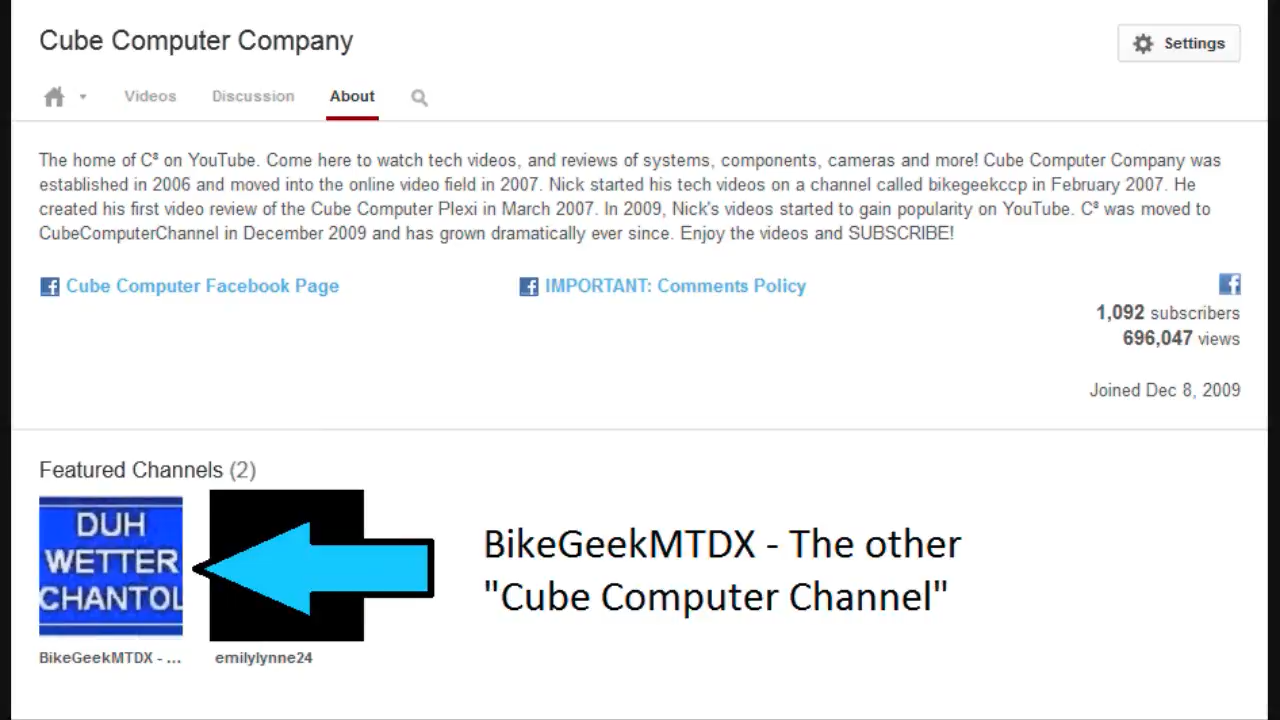 Cube Computer Company
Settings
Videos
Discussion
About
The home of C³ on YouTube. Come here to watch tech videos, and reviews of systems, components, cameras and more! Cube Computer Company was
established in 2006 and moved into the online video field in 2007. Nick started his tech videos on a channel called bikegeekccp in February 2007. He
created his first video review of the Cube Computer Plexi in March 2007. In 2009, Nick's videos started to gain popularity on YouTube. C³ was moved to
CubeComputerChannel in December 2009 and has grown dramatically ever since. Enjoy the videos and SUBSCRIBE!
Cube Computer Facebook Page
IMPORTANT: Comments Policy
1,092 subscribers
696,047 views
Joined Dec 8, 2009
Featured Channels (2)
DUH
WETTER
CHANTOL
BikeGeekMTDX - ...
emilylynne24
BikeGeekMTDX - The other
"Cube Computer Channel"